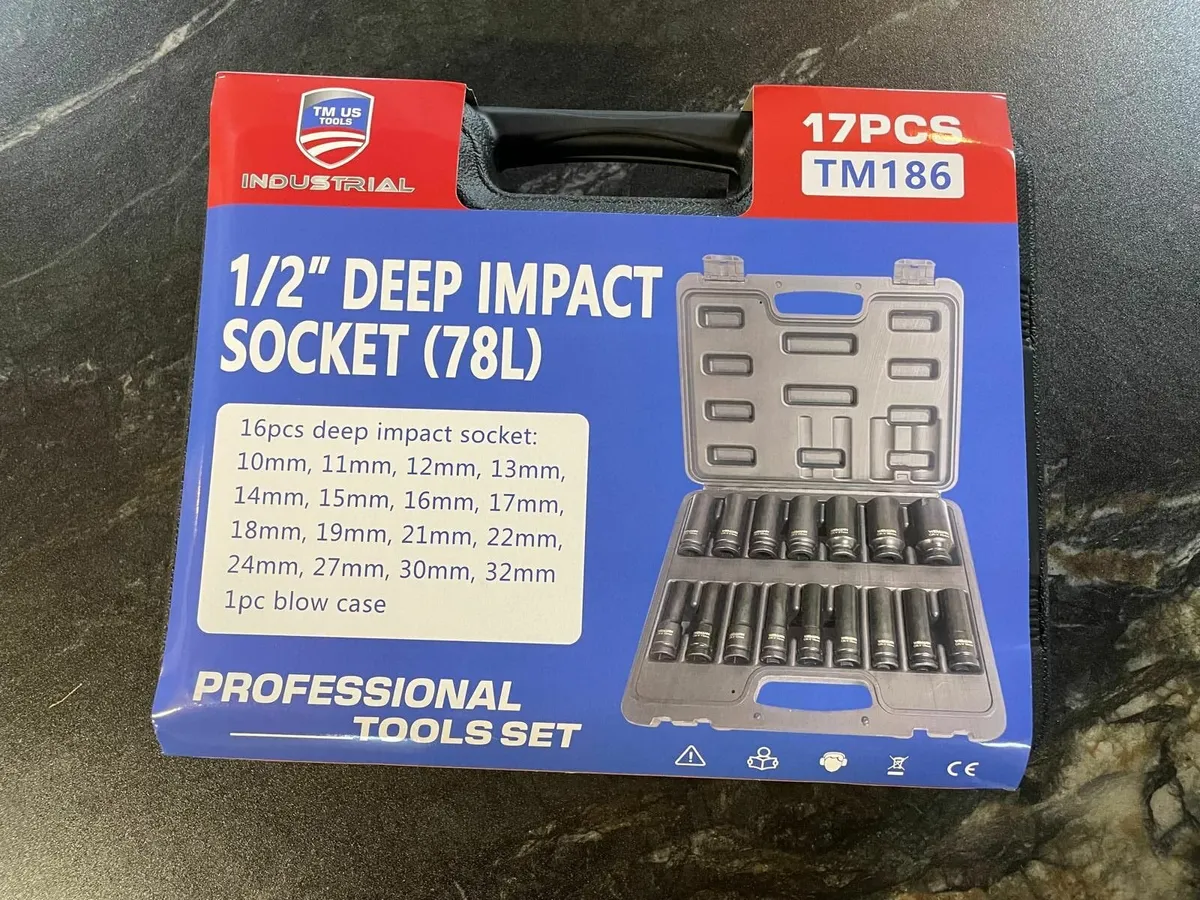 TM US
TOOLS
INDUSTRIAL
17PCS
TM186
1/2" DEEP IMPACT
SOCKET (78L)
16pcs deep impact socket:
10mm, 11mm, 12mm, 13mm,
14mm, 15mm, 16mm, 17mm,
18mm, 19mm, 21mm, 22mm,
24mm, 27mm, 30mm, 32mm
1pc blow case
PROFESSIONAL
TOOLS SET
CE